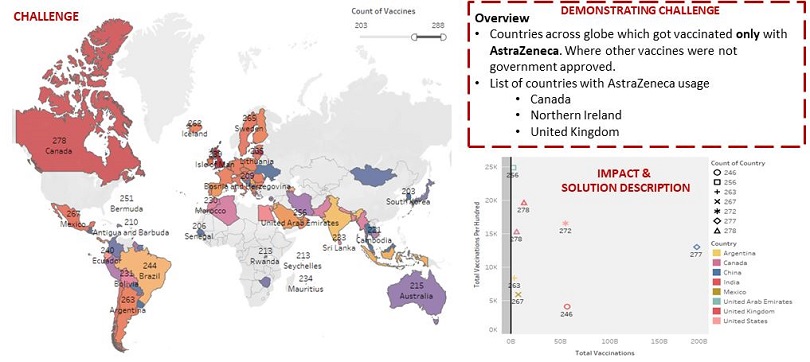 CHALLENGE
Count of Vaccines
203 288
262
Iceland
265
Sweden
278
Canada
205
Lithuania
Isle of Man
209
Bosnia and Herzegovina
251
Bermuda
267
Mexico
210
Antigua and Barbuda
230
Morocco
256
United Arab Emirates
203
South Korea
206
Senegal
233
Sri Lanka
221
Cambodia
240
Ecuador
244
Brazil
213
Rwanda
213
Seychelles
231
Bolivia
234
Mauritius
263
Argentina
215
Australia
DEMONSTRATING CHALLENGE
Overview
• Countries across globe which got vaccinated only with
AstraZeneca. Where other vaccines were not
government approved.
• List of countries with AstraZeneca usage
• Canada
• Northern Ireland
• United Kingdom
IMPACT &
SOLUTION DESCRIPTION
Total Vaccinations Per Hundred
25K
20K
15K
10K
5K
0K
256
278
278
272
277
263
267
246
0B 50B 100B 150B 200B
Total Vaccinations
Count of Country
246
256
263
267
272
277
278
Country
Argentina
Canada
China
India
Mexico
United Arab Emirates
United Kingdom
United States